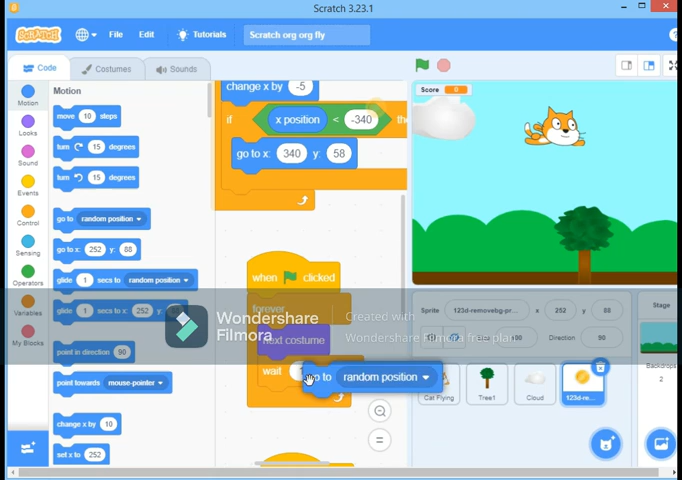 Scratch 3.23.1
SCRATCH File Edit Tutorials Scratch org org fly
Code Costumes Sounds
Motion
Looks
Sound
Events
Control
Sensing
Operators
Variables
My Blocks
Motion
move 10 steps
turn 15 degrees
turn 15 degrees
go to random position
go to x: 252 y: 88
glide 1 secs to random position
glide 1 secs to x: 252 y:
point in direction 90
point towards mouse-pointer
change x by 10
set x to 252
change x by -5
if x position < -340 the
go to x: 340 y: 58
when clicked
forever
next costume
wait
go to random position
Score 0
Wondershare
Filmora
Created with
Wondershare Filmora free plan
Sprite 123d-removebg-pr... x 252 y 88
Size Direction 90
Cat Flying Tree1 Cloud 123d-re...
Stage
Backdrops
2